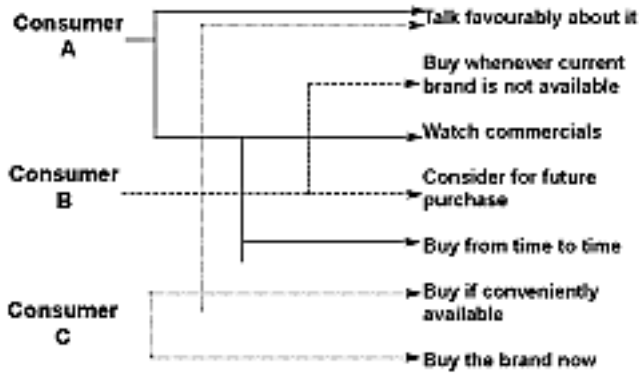 Consumer
A
Talk favourably about it
Buy whenever current
brand is not available
Watch commercials
Consumer
B
Consider for future
purchase
Buy from time to time
Consumer
C
Buy if conveniently
available
Buy the brand now